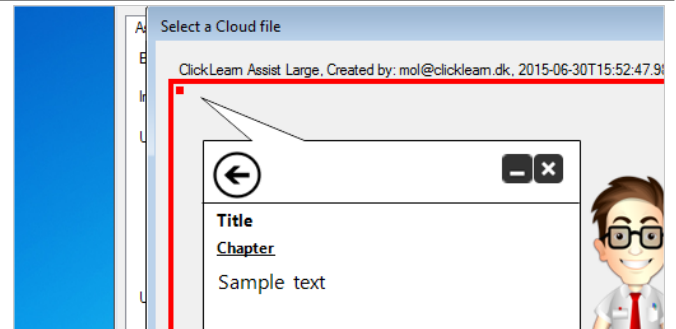 Select a Cloud file
ClickLearn Assist Large, Created by: mol@clicklearn.dk, 2015-06-30T15:52:47.98
Title
Chapter
Sample text